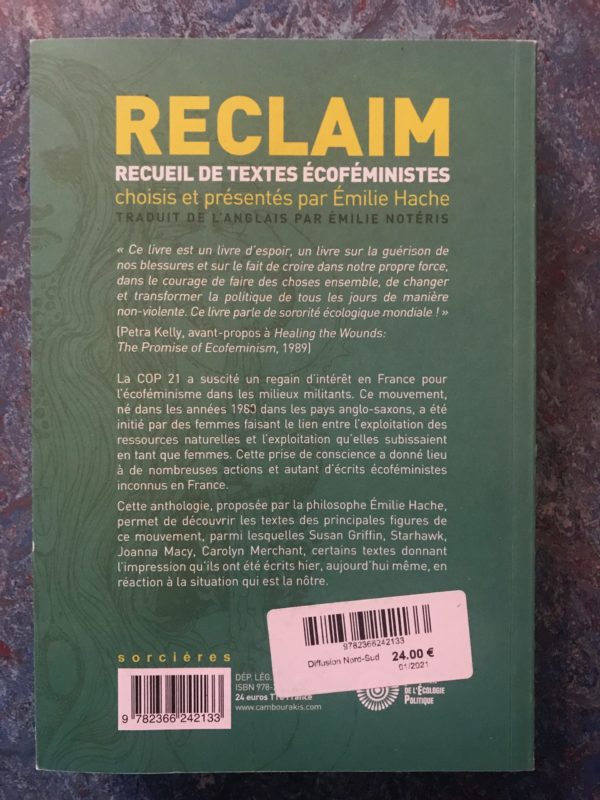 RECLAIM
RECUEIL DE TEXTES ÉCOFÉMINISTES
choisis et présentés par Émilie Hache
TRADUIT DE L'ANGLAIS PAR ÉMILIE NOTÉRIS
« Ce livre est un livre d'espoir, un livre sur la guérison de
nos blessures et sur le fait de croire dans notre propre force,
dans le courage de faire des choses ensemble, de changer
et transformer la politique de tous les jours de manière
non-violente. Ce livre parle de sororité écologique mondiale ! »
(Petra Kelly, avant-propos à Healing the Wounds:
The Promise of Ecofeminism, 1989)
La COP 21 a suscité un regain d'intérêt en France pour
l'écoféminisme dans les milieux militants. Ce mouvement,
né dans les années 1980 dans les pays anglo-saxons, a été
initié par des femmes faisant le lien entre l'exploitation des
ressources naturelles et l'exploitation qu'elles subissaient
en tant que femmes. Cette prise de conscience a donné lieu
à de nombreuses actions et autant d'écrits écoféministes
inconnus en France.
Cette anthologie, proposée par la philosophe Émilie Hache,
permet de découvrir les textes des principales figures de
ce mouvement, parmi lesquelles Susan Griffin, Starhawk,
Joanna Macy, Carolyn Merchant, certains textes donnant
l'impression qu'ils ont été écrits hier, aujourd'hui même, en
réaction à la situation qui est la nôtre.
9782366242133
Diffusion Nord-Sud 24.00 €
01/2021
sorcières
DÉP. LÉG.
ISBN 978-
24 euros TTC France
www.cambourakis.com
9 782366 242133
DE L'ÉCOLOGIE
POLITIQUE